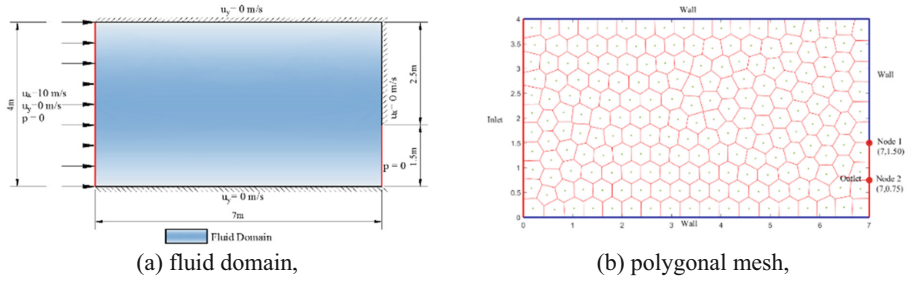 u_y= 0 m/s
4m
u_x=10 m/s
u_y=0 m/s
p = 0
2.5m
u_x= 0 m/s
1.5m
p = 0
u_y= 0 m/s
7m
Fluid Domain
(a) fluid domain,
Wall
4
3.5
3
2.5
2
1.5
1
0.5
0
Inlet
Wall
Node 1
(7,1.50)
Outlet
Node 2
(7,0.75)
0 1 2 3 4 5 6 7
Wall
(b) polygonal mesh,